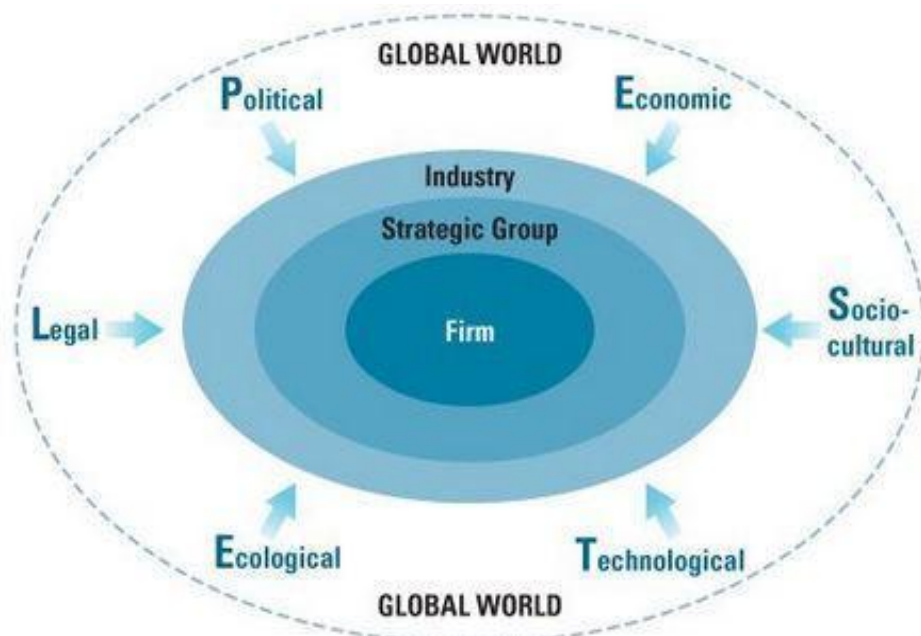 GLOBAL WORLD
Political
Economic
Industry
Strategic Group
Firm
Legal
Socio-
cultural
Ecological
Technological
GLOBAL WORLD